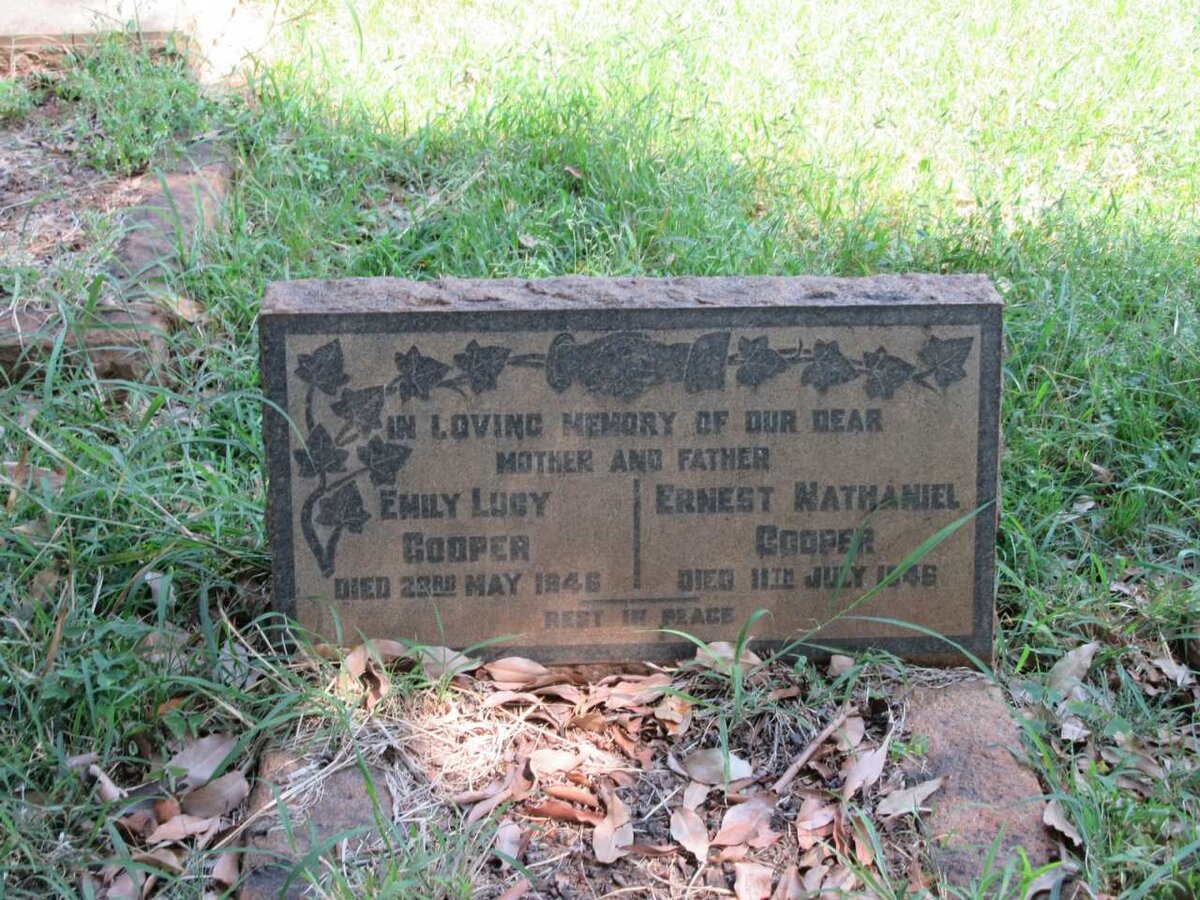 IN LOVING MEMORY OF OUR DEAR
MOTHER AND FATHER
EMILY LUCY
COOPER
DIED 23RD MAY 1946
ERNEST NATHANIEL
COOPER
DIED 11TH JULY 1946
REST IN PEACE